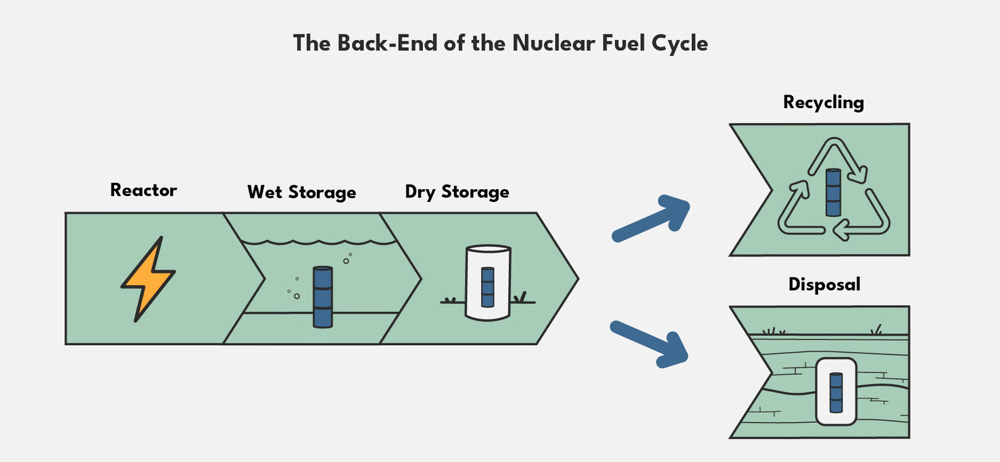 The Back-End of the Nuclear Fuel Cycle
Reactor
Wet Storage
Dry Storage
Recycling
Disposal